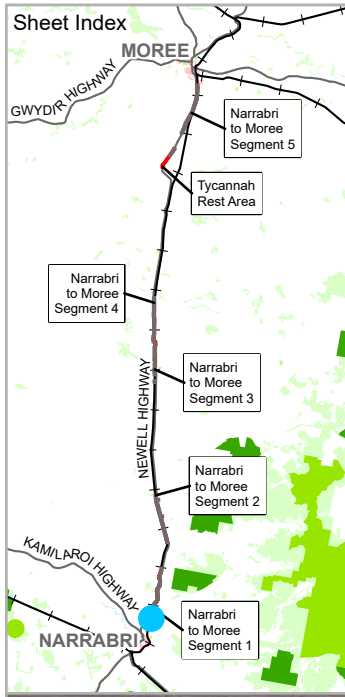 Sheet Index
MOREE
GWYDIR HIGHWAY
Narrabri
to Moree
Segment 5
Tycannah
Rest Area
Narrabri
to Moree
Segment 4
Narrabri
to Moree
Segment 3
NEWELL HIGHWAY
Narrabri
to Moree
Segment 2
KAMILAROI HIGHWAY
Narrabri
to Moree
Segment 1
NARRABRI